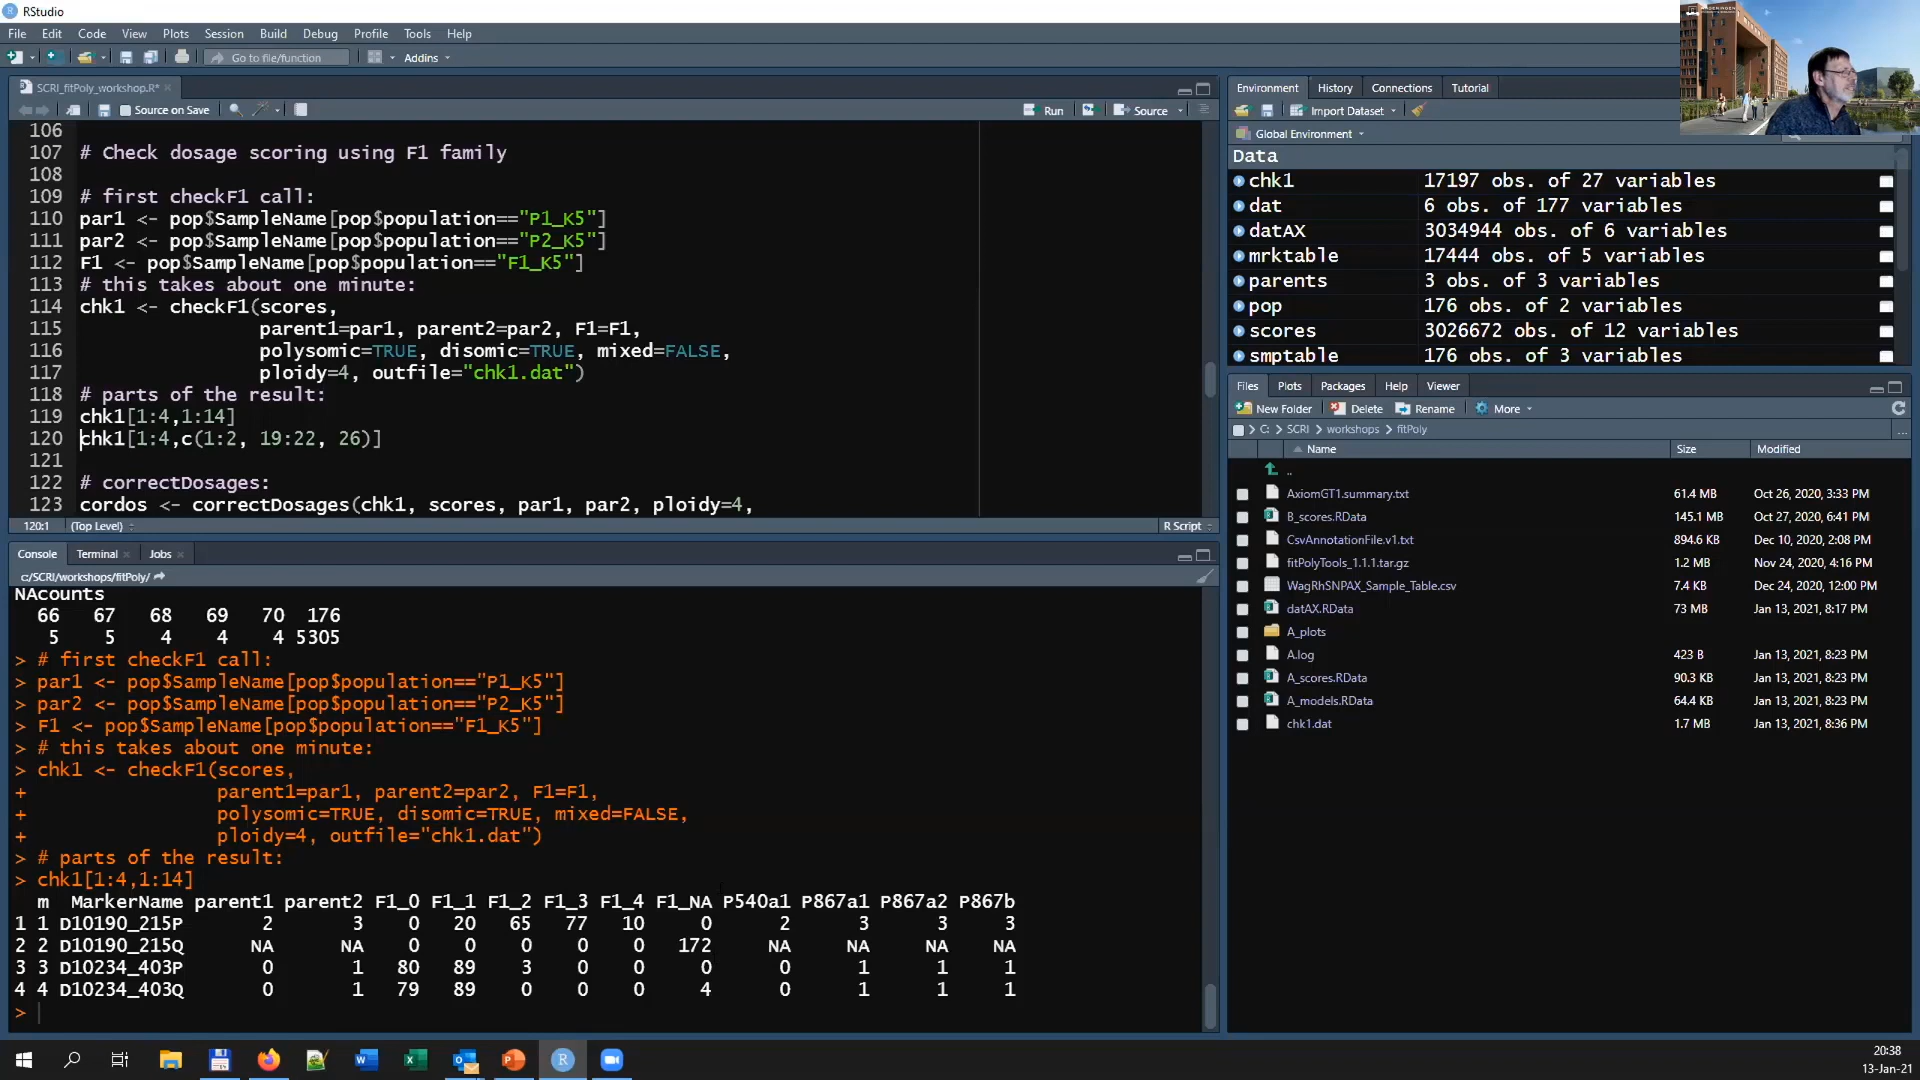 RStudio
File Edit Code View Plots Session Build Debug Profile Tools Help
Go to file/function Addins
SCRI_fitPoly_workshop.R*
Source on Save Run Source
106
107 # Check dosage scoring using F1 family
108
109 # first checkF1 call:
110 par1 <- pop$SampleName[pop$population=="P1_K5"]
111 par2 <- pop$SampleName[pop$population=="P2_K5"]
112 F1 <- pop$SampleName[pop$population=="F1_K5"]
113 # this takes about one minute:
114 chk1 <- checkF1(scores,
115 parent1=par1, parent2=par2, F1=F1,
116 polysomic=TRUE, disomic=TRUE, mixed=FALSE,
117 ploidy=4, outfile="chk1.dat")
118 # parts of the result:
119 chk1[1:4,1:14]
120 chk1[1:4,c(1:2, 19:22, 26)]
121
122 # correctDosages:
123 cordos <- correctDosages(chk1, scores, par1, par2, ploidy=4,
120:1 (Top Level) R Script
Console Terminal Jobs
c:/SCRI/workshops/fitPoly/
NAcounts
66 67 68 69 70 176
5 5 4 4 4 5305
> # first checkF1 call:
> par1 <- pop$SampleName[pop$population=="P1_K5"]
> par2 <- pop$SampleName[pop$population=="P2_K5"]
> F1 <- pop$SampleName[pop$population=="F1_K5"]
> # this takes about one minute:
> chk1 <- checkF1(scores,
+ parent1=par1, parent2=par2, F1=F1,
+ polysomic=TRUE, disomic=TRUE, mixed=FALSE,
+ ploidy=4, outfile="chk1.dat")
> # parts of the result:
> chk1[1:4,1:14]
m MarkerName parent1 parent2 F1_0 F1_1 F1_2 F1_3 F1_4 F1_NA P540a1 P867a1 P867a2 P867b
1 1 D10190_215P 2 3 0 20 65 77 10 0 2 3 3 3
2 2 D10190_215Q NA NA 0 0 0 0 0 172 NA NA NA NA
3 3 D10234_403P 0 1 80 89 3 0 0 0 0 1 1 1
4 4 D10234_403Q 0 1 79 89 0 0 0 4 0 1 1 1
>
Environment History Connections Tutorial
Import Dataset
Global Environment
Data
chk1 17197 obs. of 27 variables
dat 6 obs. of 177 variables
datAX 3034944 obs. of 6 variables
mrktable 17444 obs. of 5 variables
parents 3 obs. of 3 variables
pop 176 obs. of 2 variables
scores 3026672 obs. of 12 variables
smptable 176 obs. of 3 variables
Files Plots Packages Help Viewer
New Folder Delete Rename More
C: > SCRI > workshops > fitPoly ...
Name Size Modified
..
AxiomGT1.summary.txt 61.4 MB Oct 26, 2020, 3:33 PM
B_scores.RData 145.1 MB Oct 27, 2020, 6:41 PM
CsvAnnotationFile.v1.txt 894.6 KB Dec 10, 2020, 2:08 PM
fitPolyTools_1.1.1.tar.gz 1.2 MB Nov 24, 2020, 4:16 PM
WagRhSNPAX_Sample_Table.csv 7.4 KB Dec 24, 2020, 12:00 PM
datAX.RData 73 MB Jan 13, 2021, 8:17 PM
A_plots
A.log 423 B Jan 13, 2021, 8:23 PM
A_scores.RData 90.3 KB Jan 13, 2021, 8:23 PM
A_models.RData 64.4 KB Jan 13, 2021, 8:23 PM
chk1.dat 1.7 MB Jan 13, 2021, 8:36 PM
20:38
13-Jan-21